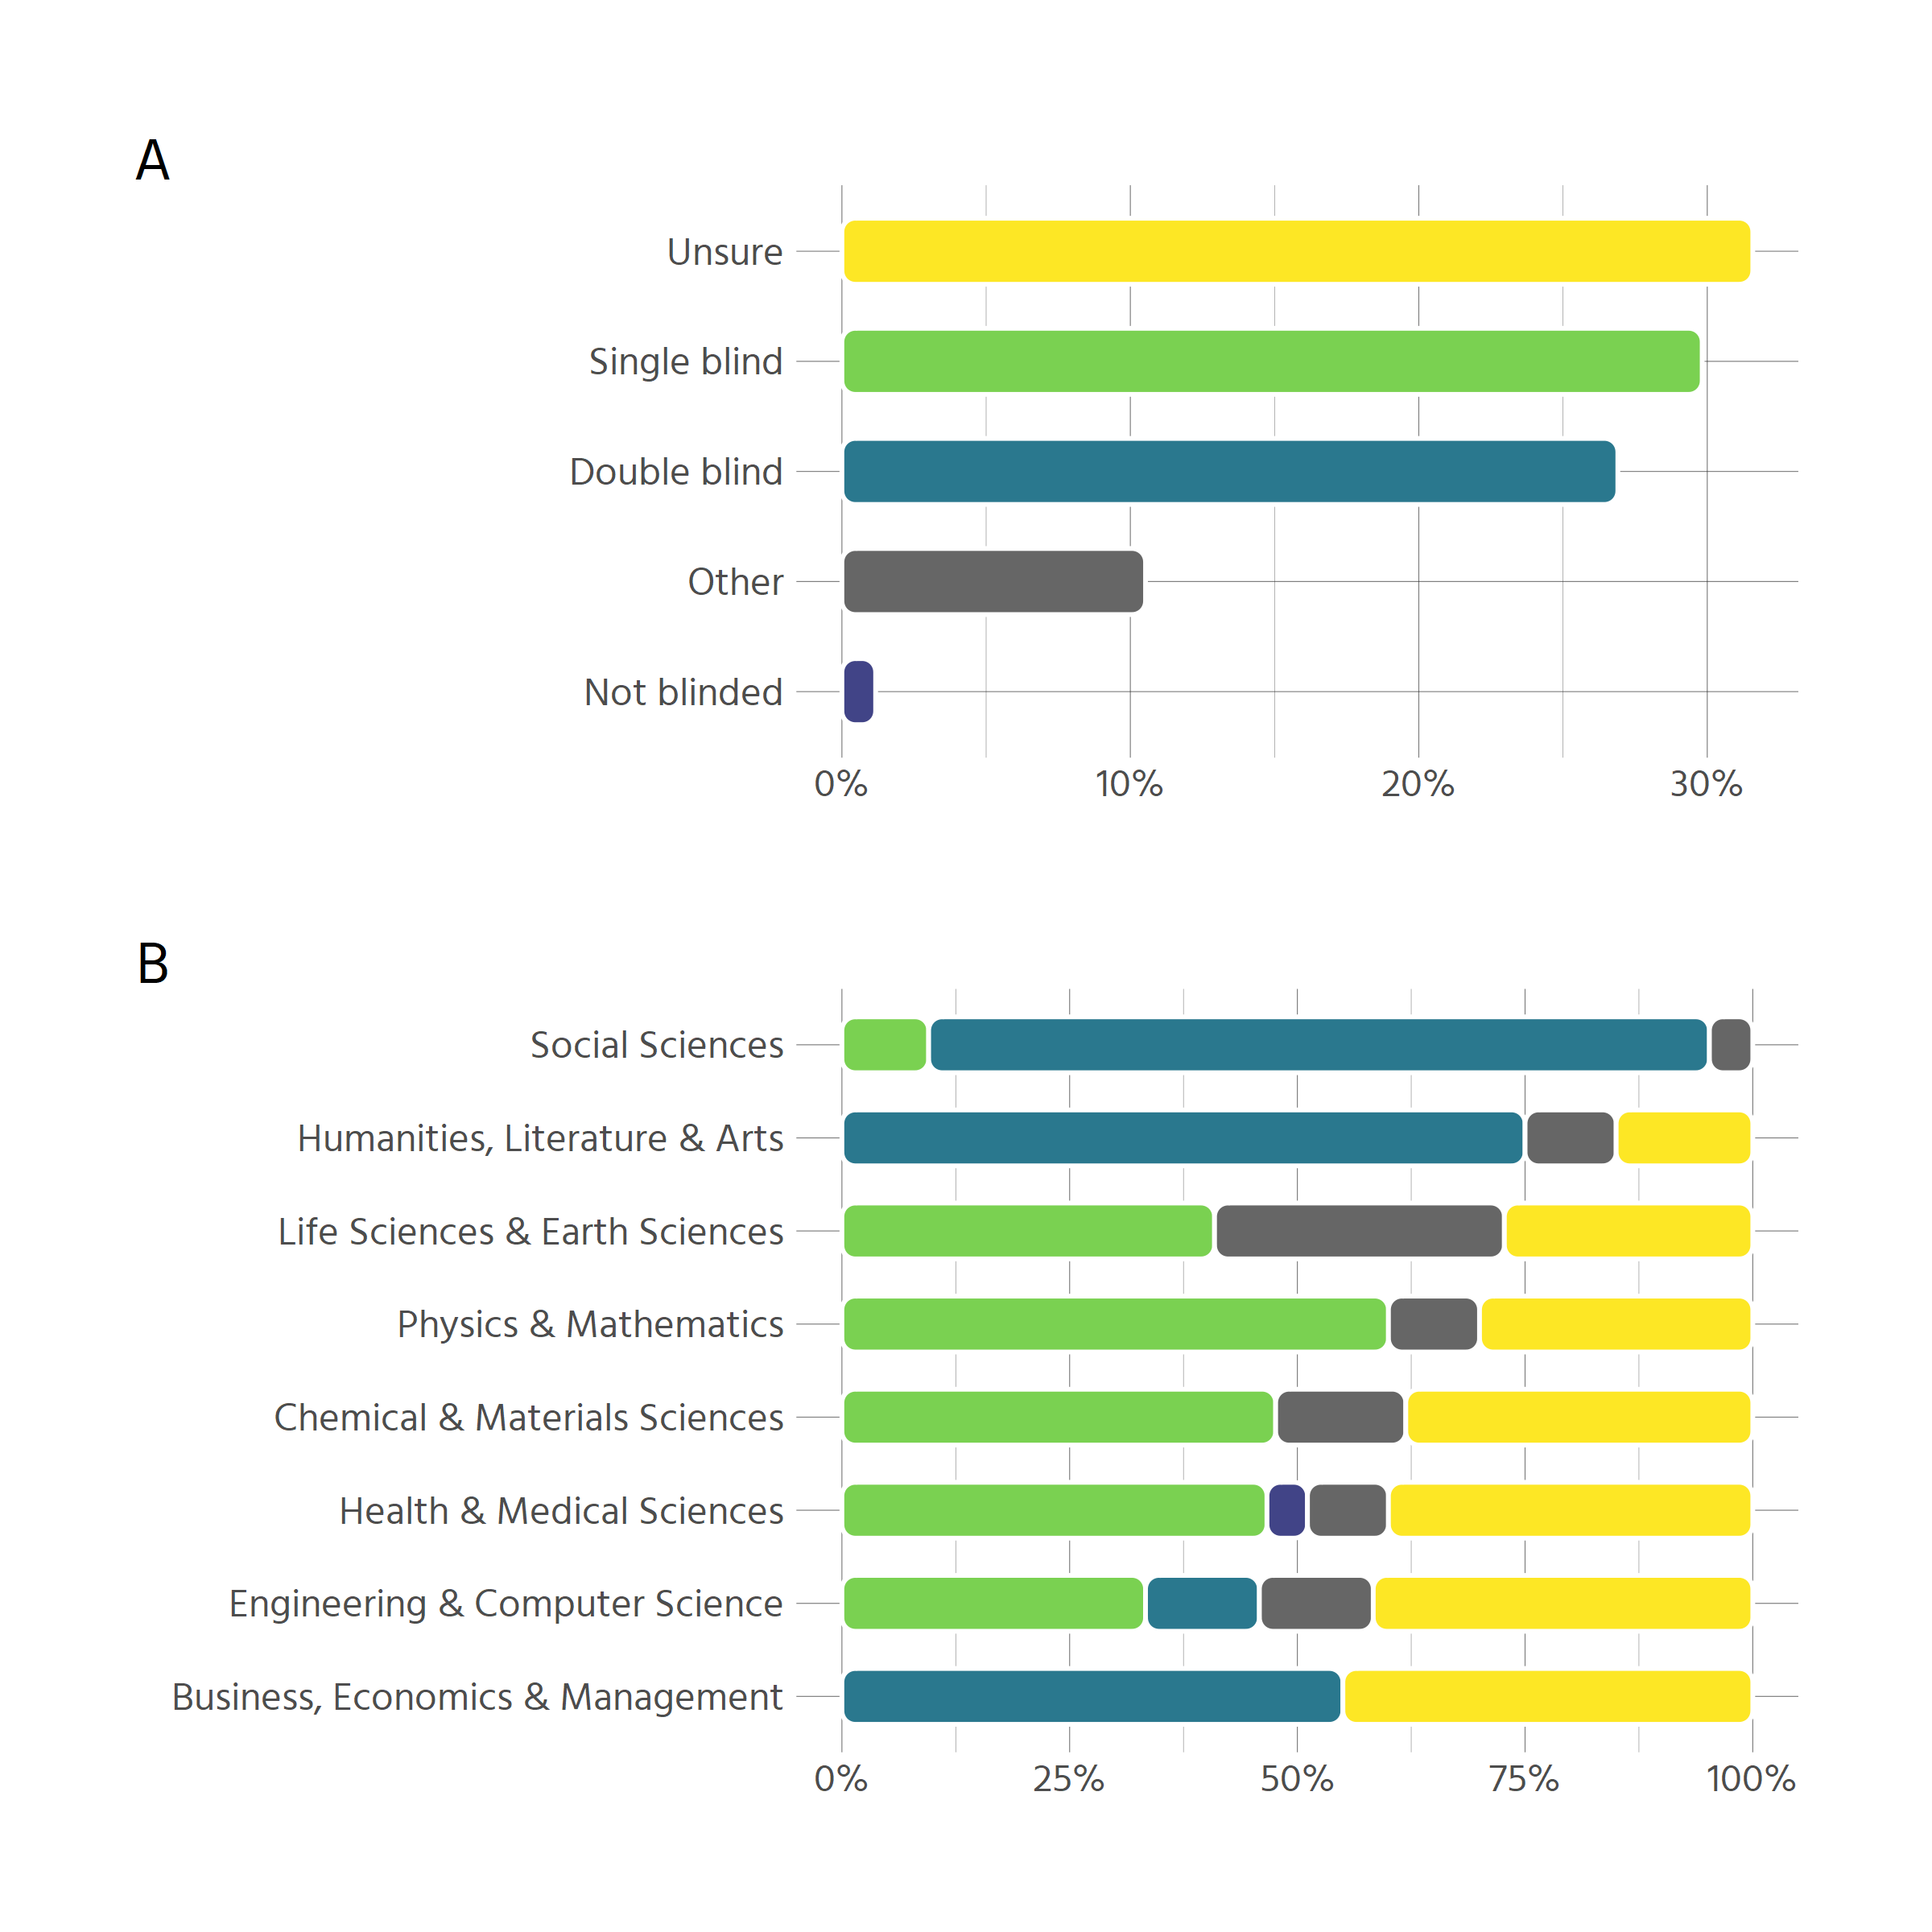 A
Unsure
Single blind
Double blind
Other
Not blinded
0% 10% 20% 30%
B
Social Sciences
Humanities, Literature & Arts
Life Sciences & Earth Sciences
Physics & Mathematics
Chemical & Materials Sciences
Health & Medical Sciences
Engineering & Computer Science
Business, Economics & Management
0% 25% 50% 75% 100%